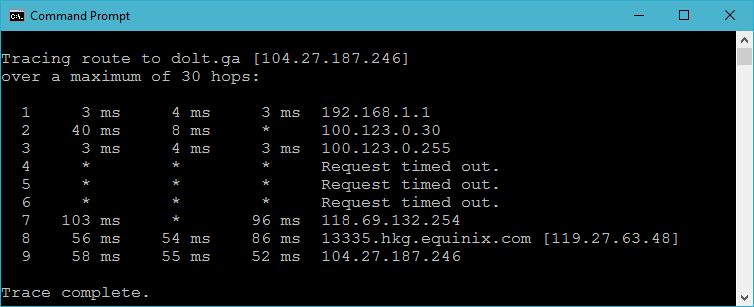 Command Prompt
Tracing route to dolt.ga [104.27.187.246]
over a maximum of 30 hops:
1 3 ms 4 ms 3 ms 192.168.1.1
2 40 ms 8 ms * 100.123.0.30
3 3 ms 4 ms 3 ms 100.123.0.255
4 * * * Request timed out.
5 * * * Request timed out.
6 * * * Request timed out.
7 103 ms * 96 ms 118.69.132.254
8 56 ms 54 ms 86 ms 13335.hkg.equinix.com [119.27.63.48]
9 58 ms 55 ms 52 ms 104.27.187.246
Trace complete.